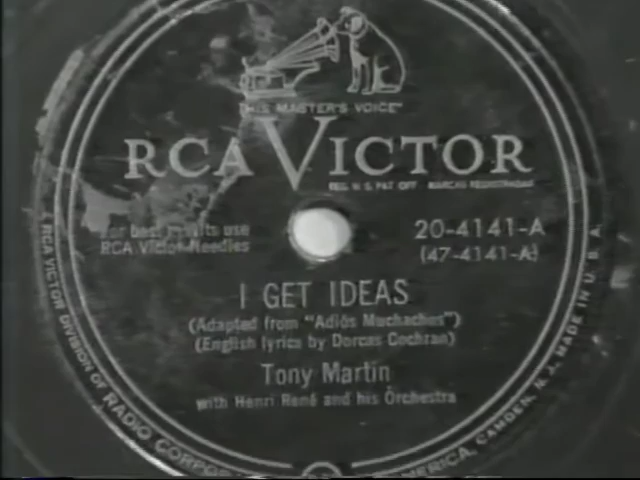 "HIS MASTER'S VOICE"
RCA VICTOR
REG. U.S. PAT. OFF. MARCAS REGISTRADAS
For best results use
RCA Victor Needles
20-4141-A
(47-4141-A)
I GET IDEAS
(Adapted from "Adiós Muchachos")
(English lyrics by Dorcas Cochran)
Tony Martin
with Henri René and his Orchestra
RCA VICTOR DIVISION OF RADIO CORPOR AMERICA, CAMDEN, N. J. MADE IN U. S. A.